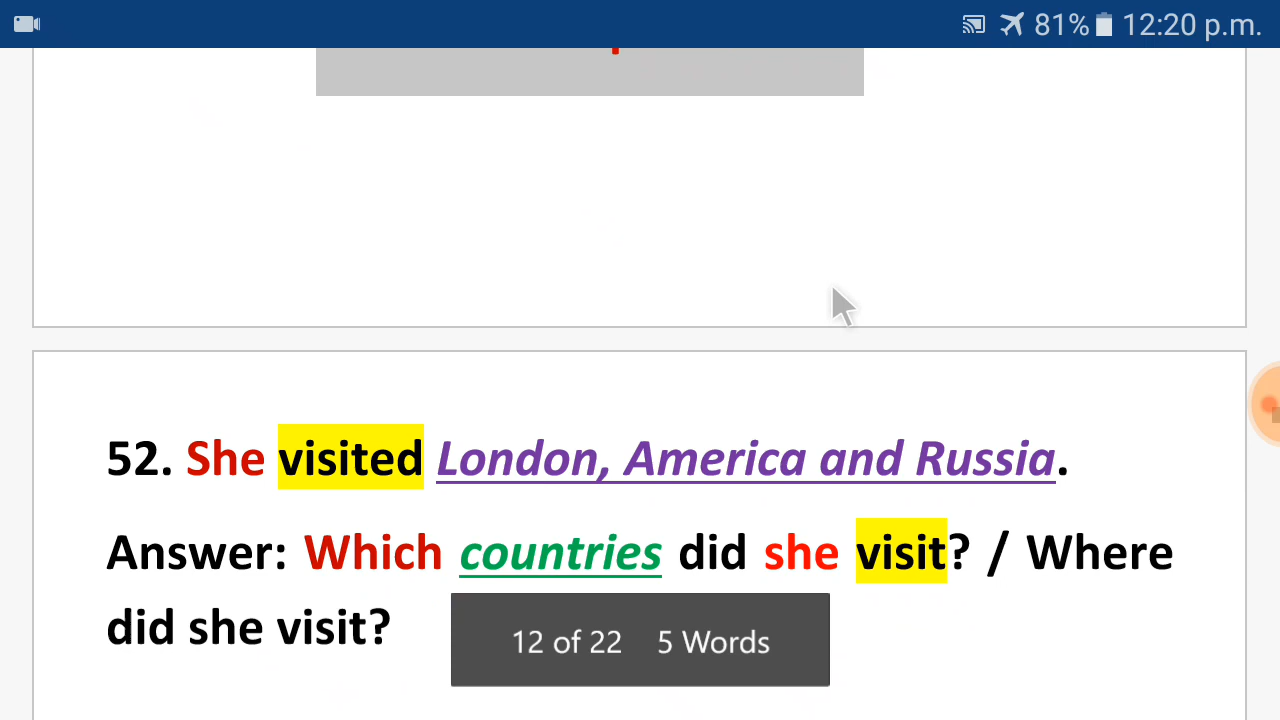 81% 12:20 p.m.
52. She visited London, America and Russia.
Answer: Which countries did she visit? / Where
did she visit?
12 of 22 5 Words